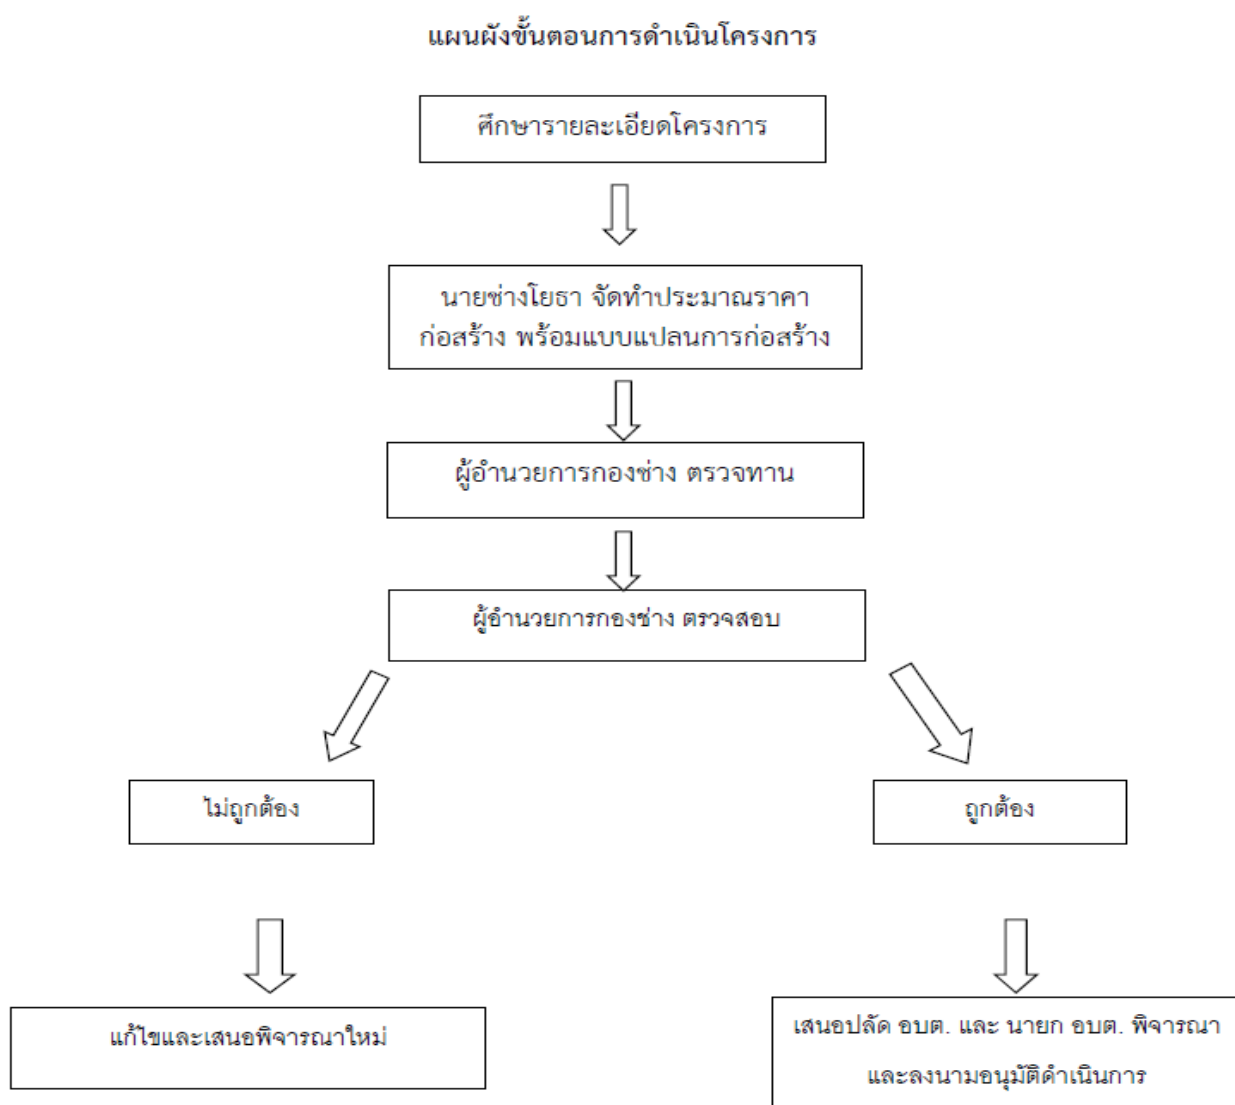 แผนผังขั้นตอนการดำเนินโครงการ
ศึกษารายละเอียดโครงการ
นายช่างโยธา จัดทำประมาณราคา
ก่อสร้าง พร้อมแบบแปลนการก่อสร้าง
ผู้อำนวยการกองช่าง ตรวจทาน
ผู้อำนวยการกองช่าง ตรวจสอบ
ไม่ถูกต้อง
ถูกต้อง
แก้ไขและเสนอพิจารณาใหม่
เสนอปลัด อบต. และ นายก อบต. พิจารณา
และลงนามอนุมัติดำเนินการ